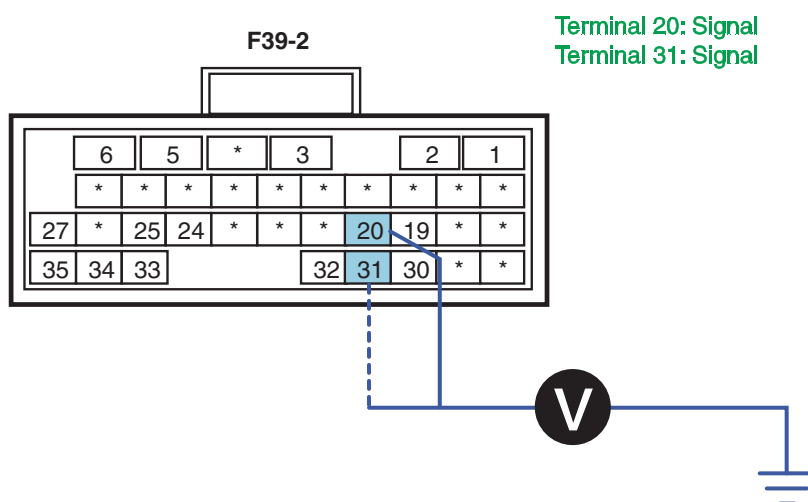 F39-2
Terminal 20: Signal
Terminal 31: Signal
6 5 * 3 2 1
* * * * * * * * * *
27 * 25 24 * * * 20 19 * *
35 34 33 32 31 30 * *
V